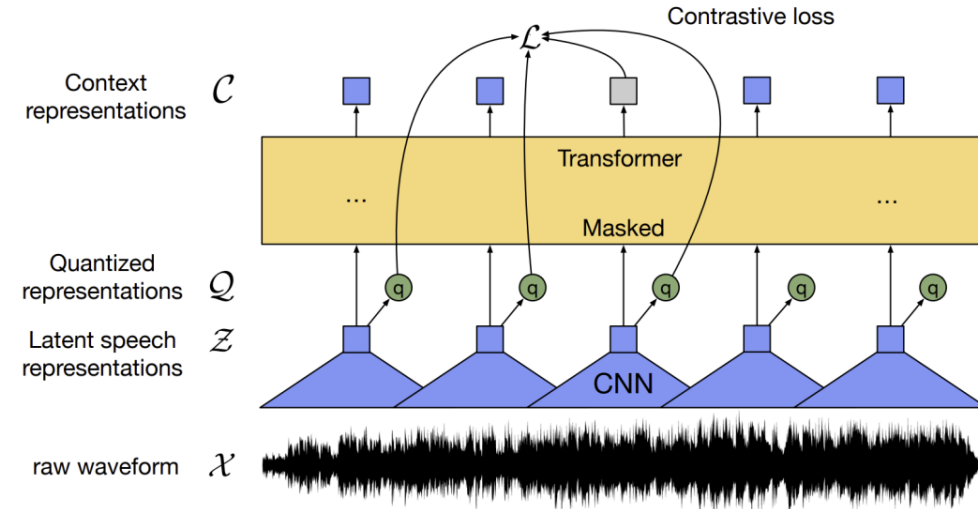 Contrastive loss
ℒ
Context
representations 𝒞
Transformer
... ...
Masked
Quantized
representations 𝒬
q q q q q
Latent speech
representations 𝒵
CNN
raw waveform 𝒳